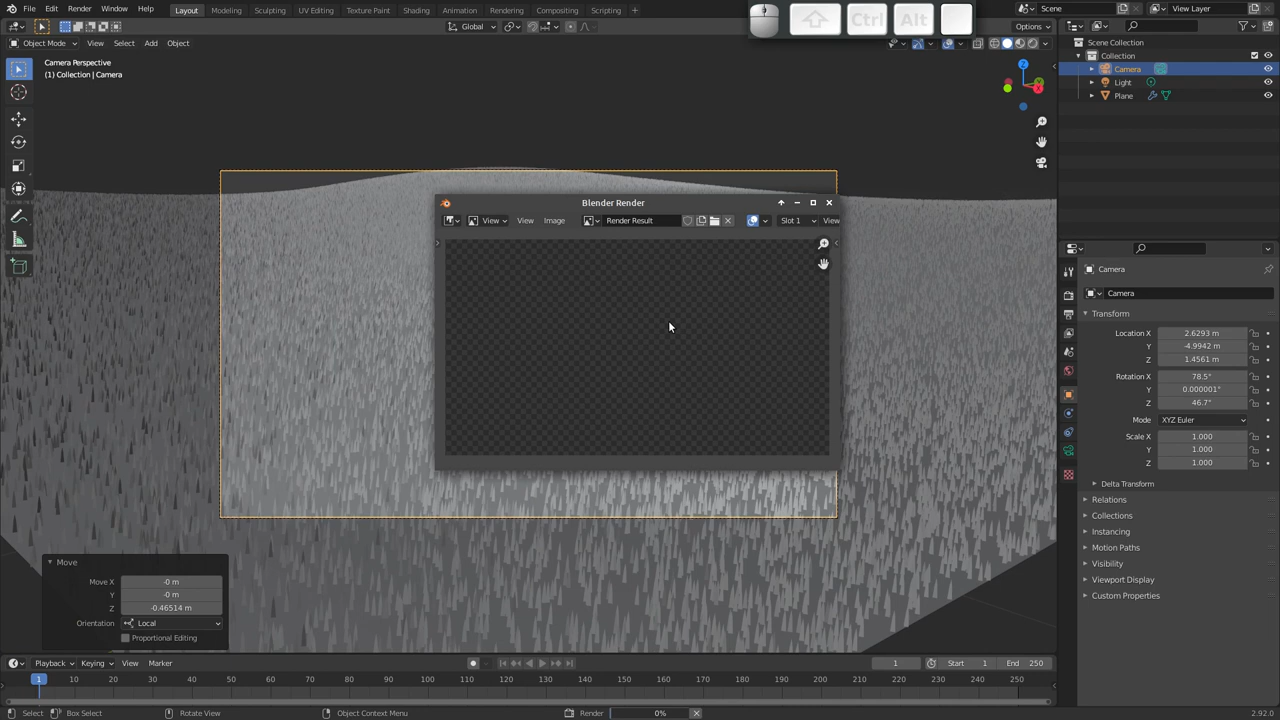 File Edit Render Window Help Layout Modeling Sculpting UV Editing Texture Paint Shading Animation Rendering Compositing Scripting + Scene View Layer
Ctrl Alt
Global Options
Object Mode View Select Add Object
Camera Perspective
(1) Collection | Camera
Z
X
Scene Collection
Collection
Camera
Light
Plane
Blender Render
View View Image Render Result Slot 1 View
Camera
Camera
Transform
Location X 2.6293 m
Y -4.9942 m
Z 1.4561 m
Rotation X 78.5°
Y 0.000001°
Z 46.7°
Mode XYZ Euler
Scale X 1.000
Y 1.000
Z 1.000
Delta Transform
Relations
Collections
Instancing
Motion Paths
Visibility
Viewport Display
Custom Properties
Move
Move X -0 m
Y -0 m
Z -0.46514 m
Orientation Local
Proportional Editing
Playback Keying View Marker 1 Start 1 End 250
1 10 20 30 40 50 60 70 80 90 100 110 120 130 140 150 160 170 180 190 200 210 220 230 240 250
Select Box Select Rotate View Object Context Menu Render 0% 2.92.0